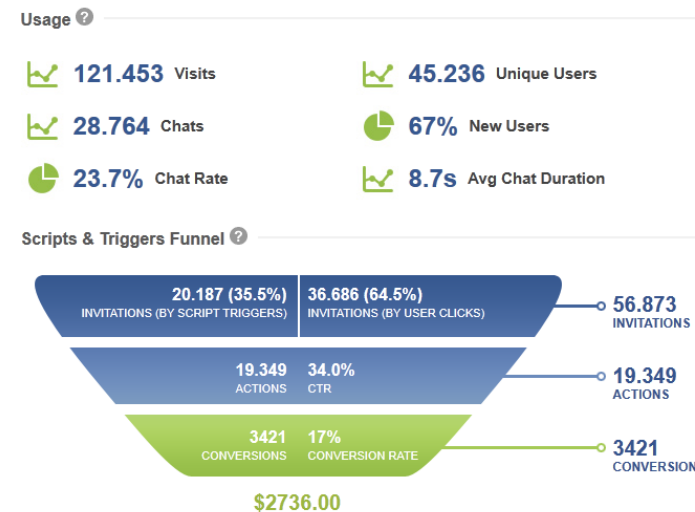 Usage ?
121.453 Visits
45.236 Unique Users
28.764 Chats
67% New Users
23.7% Chat Rate
8.7s Avg Chat Duration
Scripts & Triggers Funnel ?
20.187 (35.5%) 36.686 (64.5%)
INVITATIONS (BY SCRIPT TRIGGERS) INVITATIONS (BY USER CLICKS)
56.873
INVITATIONS
19.349 34.0%
ACTIONS CTR
19.349
ACTIONS
3421 17%
CONVERSIONS CONVERSION RATE
3421
CONVERSION
$2736.00